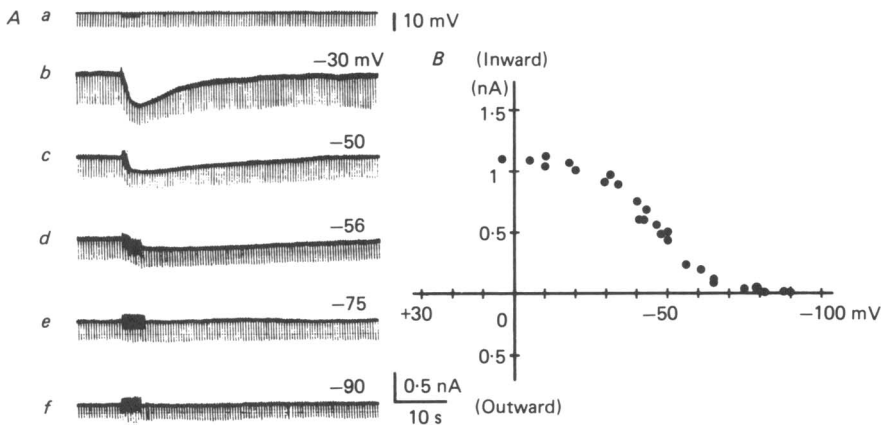 A a 10 mV
b −30 mV
c −50
d −56
e −75
f −90
0·5 nA
10 s
B (Inward)
(nA)
1·5
1
0·5
+30 0 −50 −100 mV
0·5
(Outward)